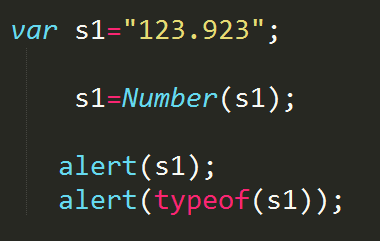 var s1="123.923";
s1=Number(s1);
alert(s1);
alert(typeof(s1));